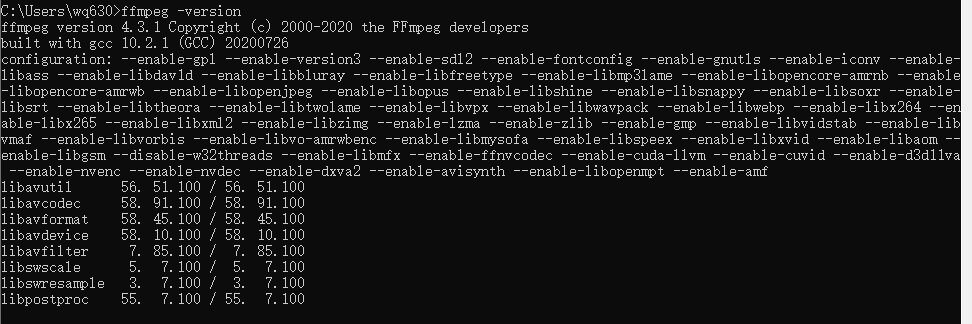 C:\Users\wq630>ffmpeg -version
ffmpeg version 4.3.1 Copyright (c) 2000-2020 the FFmpeg developers
built with gcc 10.2.1 (GCC) 20200726
configuration: --enable-gpl --enable-version3 --enable-sdl2 --enable-fontconfig --enable-gnutls --enable-iconv --enable-
libass --enable-libdav1d --enable-libbluray --enable-libfreetype --enable-libmp3lame --enable-libopencore-amrnb --enable
-libopencore-amrwb --enable-libopenjpeg --enable-libopus --enable-libshine --enable-libsnappy --enable-libsoxr --enable-
libsrt --enable-libtheora --enable-libtwolame --enable-libvpx --enable-libwavpack --enable-libwebp --enable-libx264 --en
able-libx265 --enable-libxml2 --enable-libzimg --enable-lzma --enable-zlib --enable-gmp --enable-libvidstab --enable-lib
vmaf --enable-libvorbis --enable-libvo-amrwbenc --enable-libmysofa --enable-libspeex --enable-libxvid --enable-libaom --
enable-libgsm --disable-w32threads --enable-libmfx --enable-ffnvcodec --enable-cuda-llvm --enable-cuvid --enable-d3d11va
 --enable-nvenc --enable-nvdec --enable-dxva2 --enable-avisynth --enable-libopenmpt --enable-amf
libavutil      56. 51.100 / 56. 51.100
libavcodec     58. 91.100 / 58. 91.100
libavformat    58. 45.100 / 58. 45.100
libavdevice    58. 10.100 / 58. 10.100
libavfilter     7. 85.100 /  7. 85.100
libswscale      5.  7.100 /  5.  7.100
libswresample   3.  7.100 /  3.  7.100
libpostproc    55.  7.100 / 55.  7.100